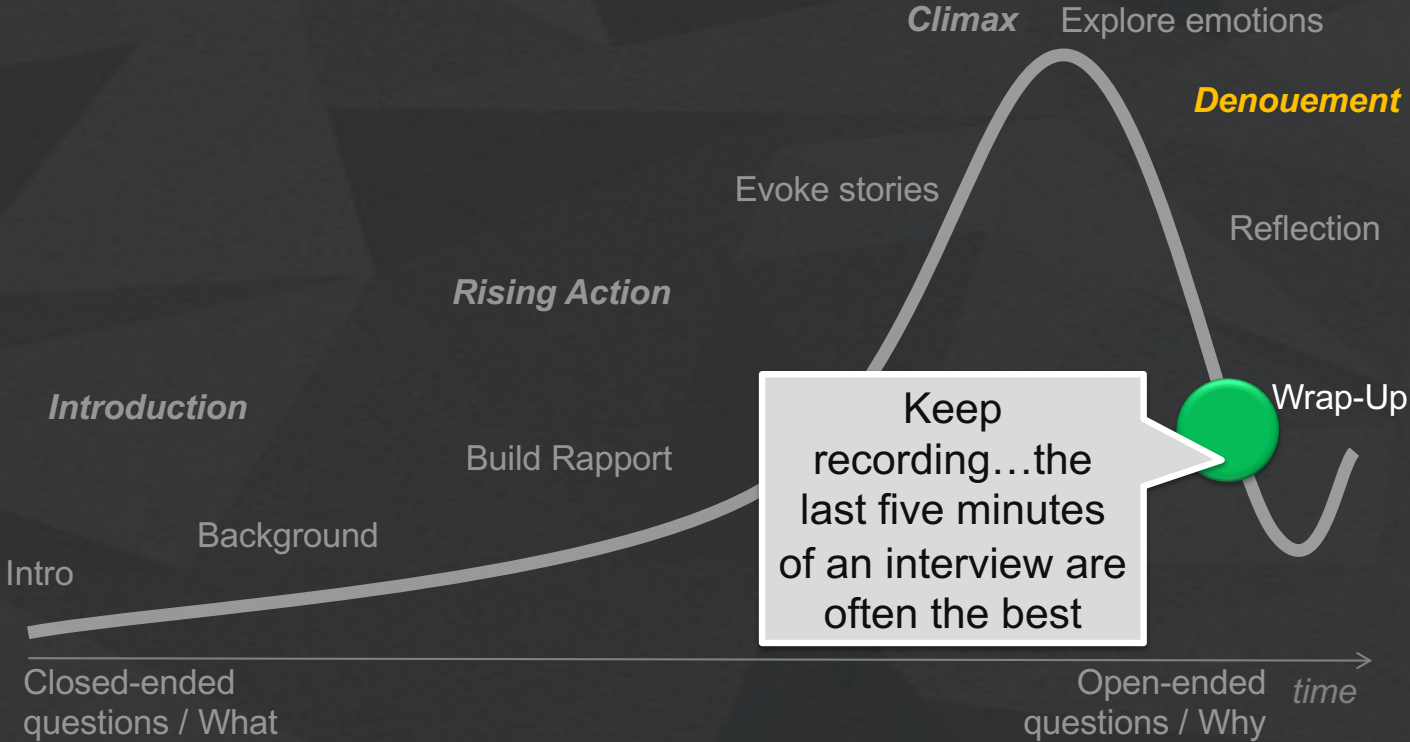 Climax Explore emotions
Denouement
Evoke stories
Reflection
Rising Action
Introduction
Build Rapport
Background
Intro
Keep
recording…the
last five minutes
of an interview are
often the best
Wrap-Up
Closed-ended
questions / What
Open-ended
questions / Why
time